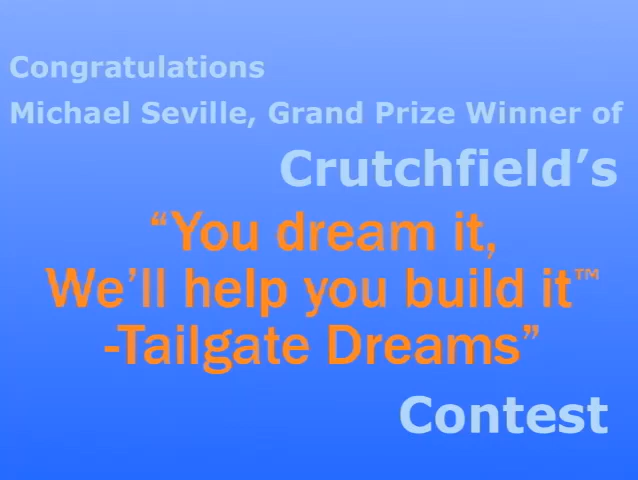 Congratulations
Michael Seville, Grand Prize Winner of
Crutchfield’s
“You dream it,
We’ll help you build it™
-Tailgate Dreams”
Contest